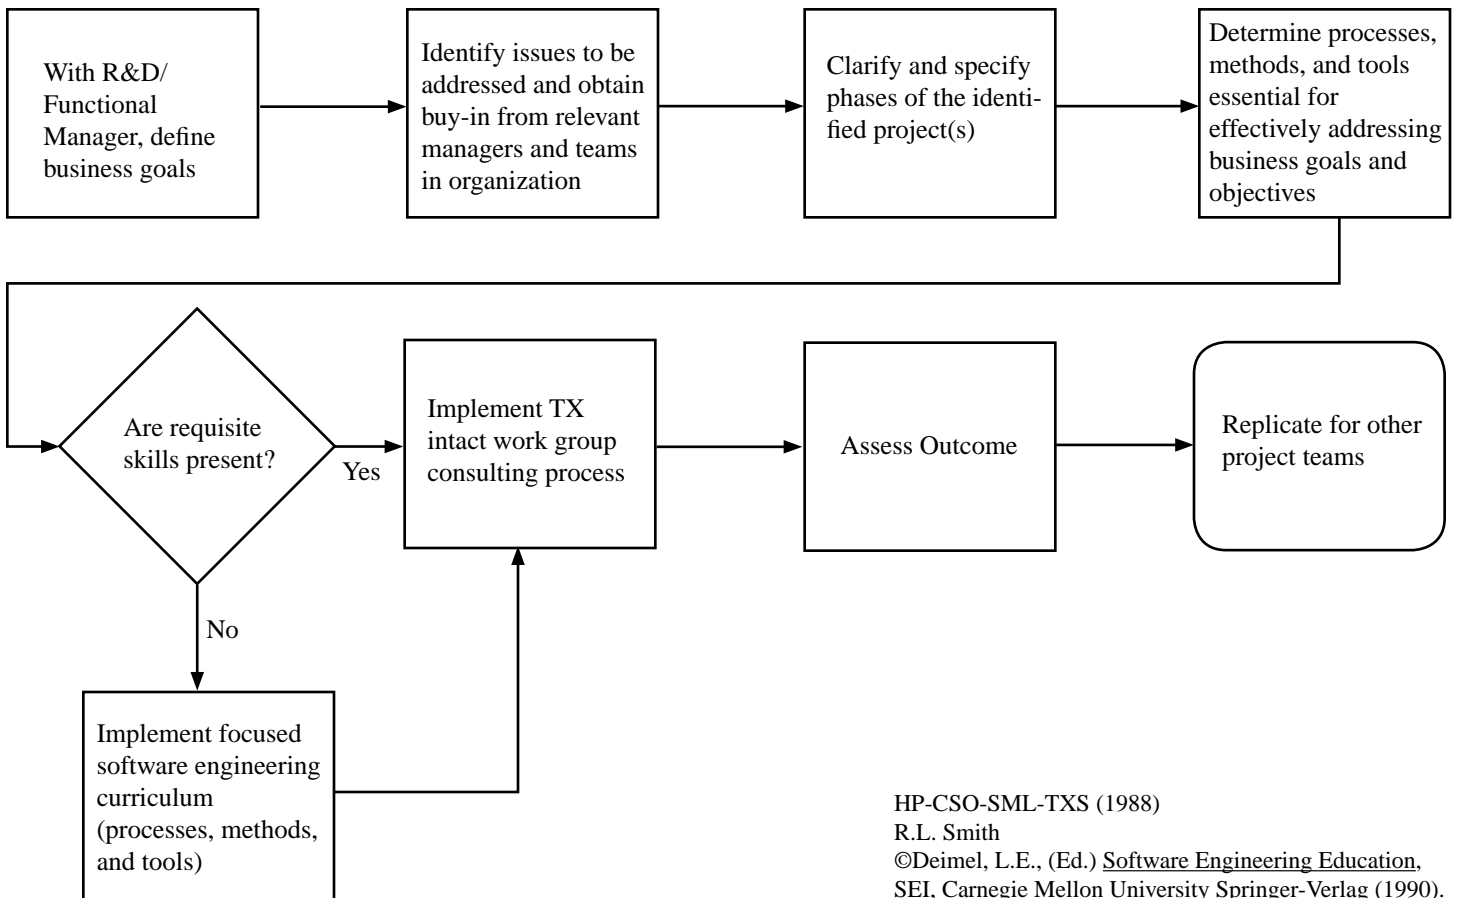 With R&D/
Functional
Manager, define
business goals
Identify issues to be
addressed and obtain
buy-in from relevant
managers and teams
in organization
Clarify and specify
phases of the identi-
fied project(s)
Determine processes,
methods, and tools
essential for
effectively addressing
business goals and
objectives
Are requisite
skills present?
Yes
No
Implement TX
intact work group
consulting process
Assess Outcome
Replicate for other
project teams
Implement focused
software engineering
curriculum
(processes, methods,
and tools)
HP-CSO-SML-TXS (1988)
R.L. Smith
©Deimel, L.E., (Ed.) Software Engineering Education,
SEI, Carnegie Mellon University Springer-Verlag (1990).